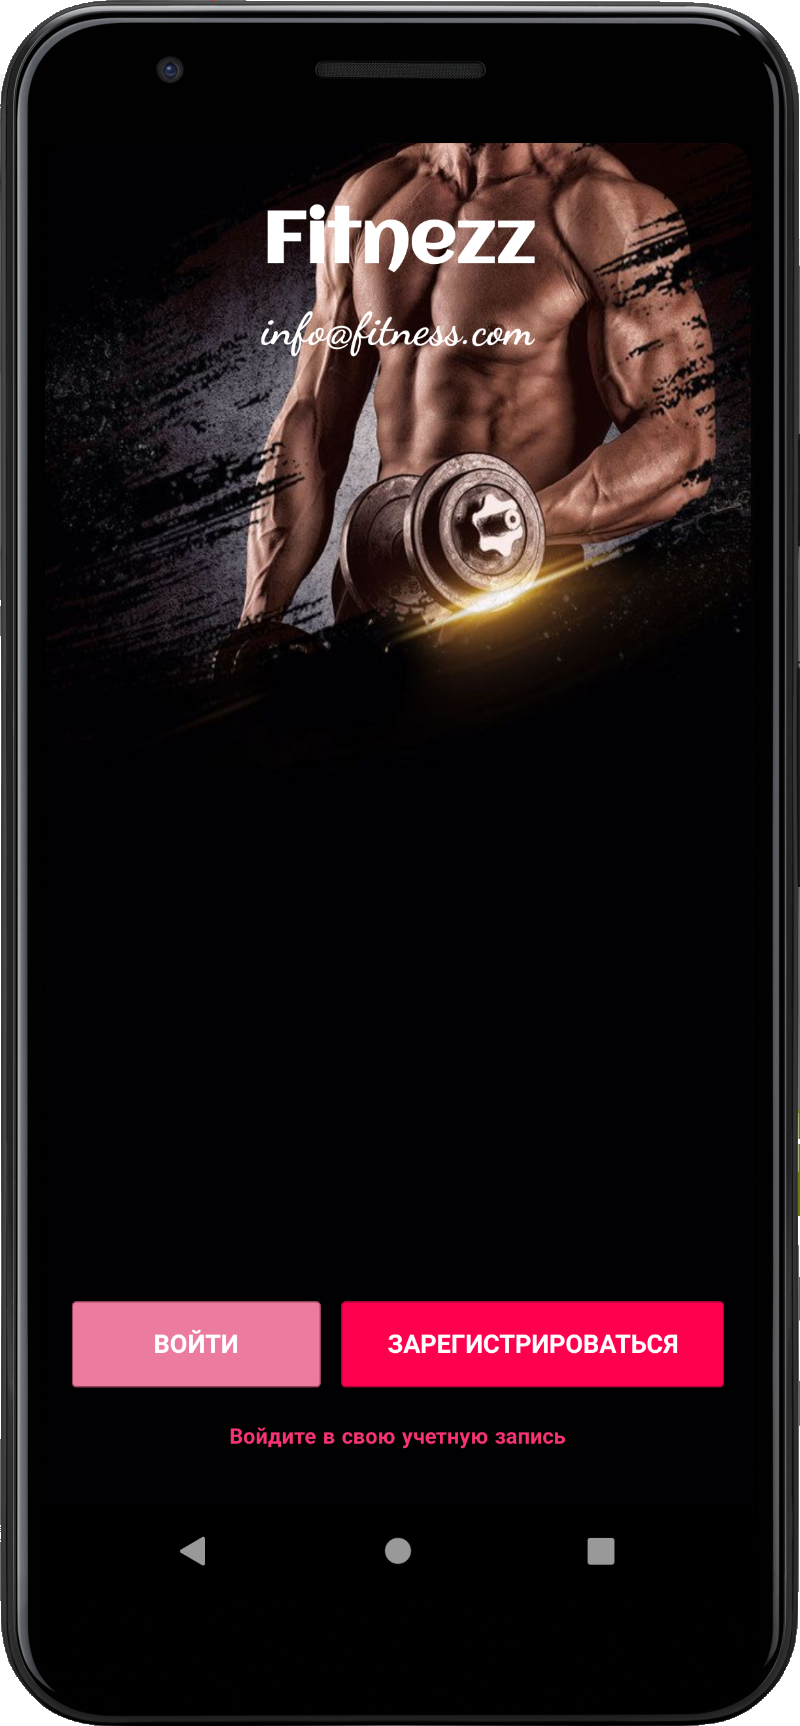 Fitnezz
info@fitness.com
ВОЙТИ
ЗАРЕГИСТРИРОВАТЬСЯ
Войдите в свою учетную запись